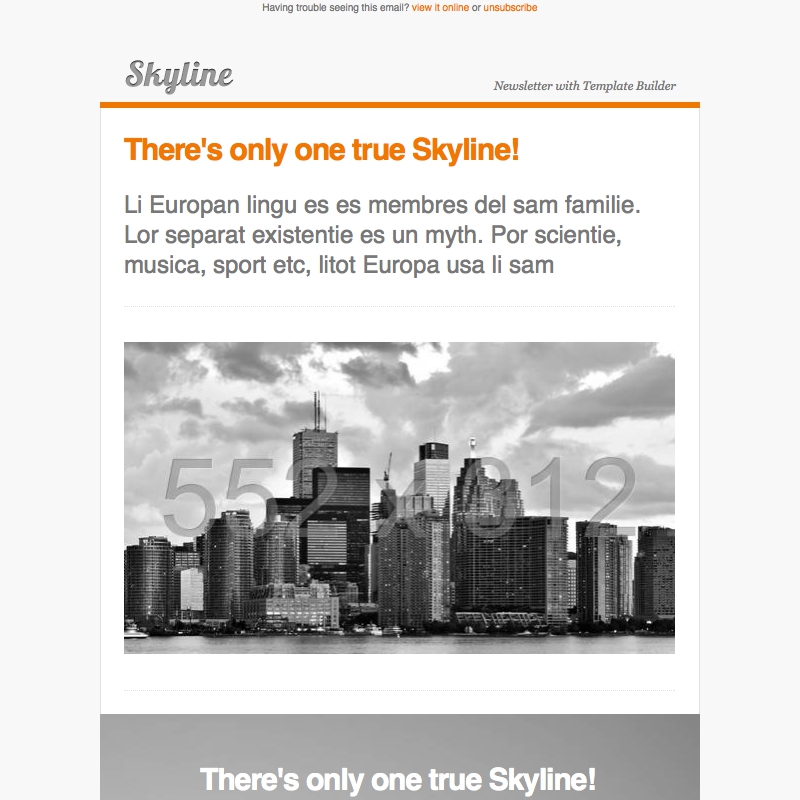 Having trouble seeing this email? view it online or unsubscribe
Skyline
Newsletter with Template Builder
There's only one true Skyline!
Li Europan lingu es es membres del sam familie.
Lor separat existentie es un myth. Por scientie,
musica, sport etc, litot Europa usa li sam
552 x 312
There's only one true Skyline!